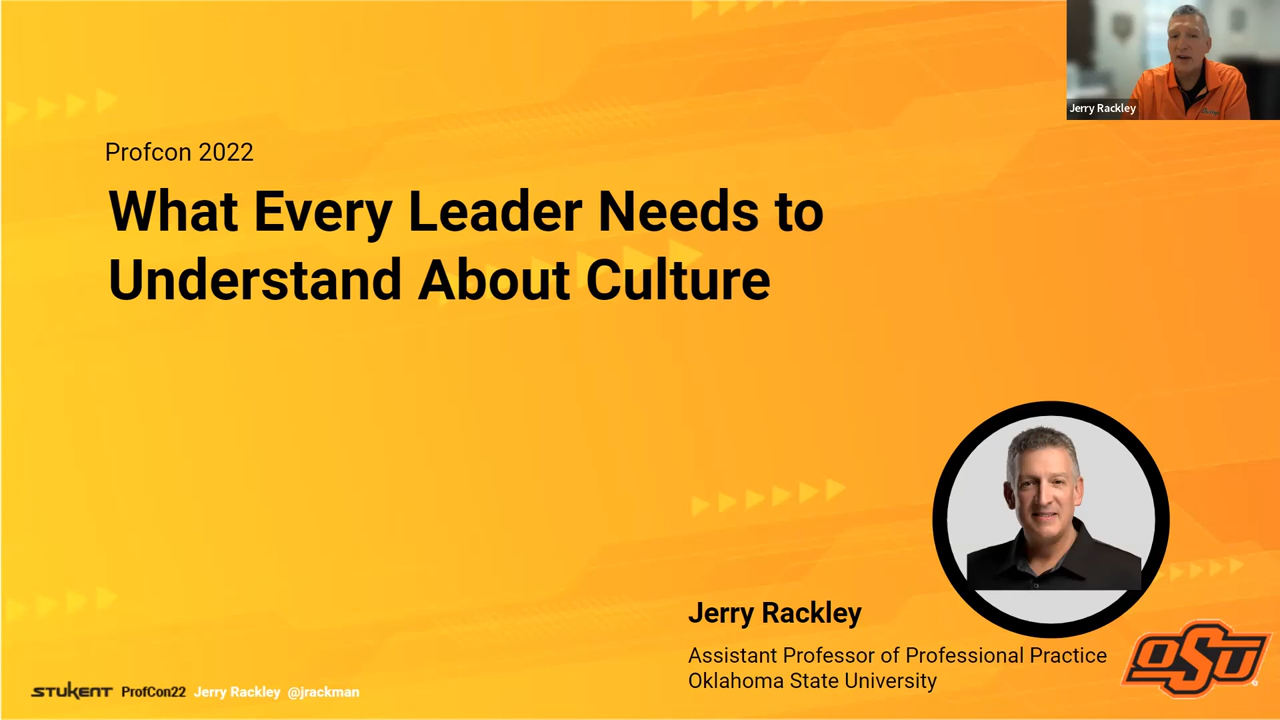 Jerry Rackley
Profcon 2022
What Every Leader Needs to
Understand About Culture
Jerry Rackley
Assistant Professor of Professional Practice
Oklahoma State University
OSU
STUKENT ProfCon22 Jerry Rackley @jrackman